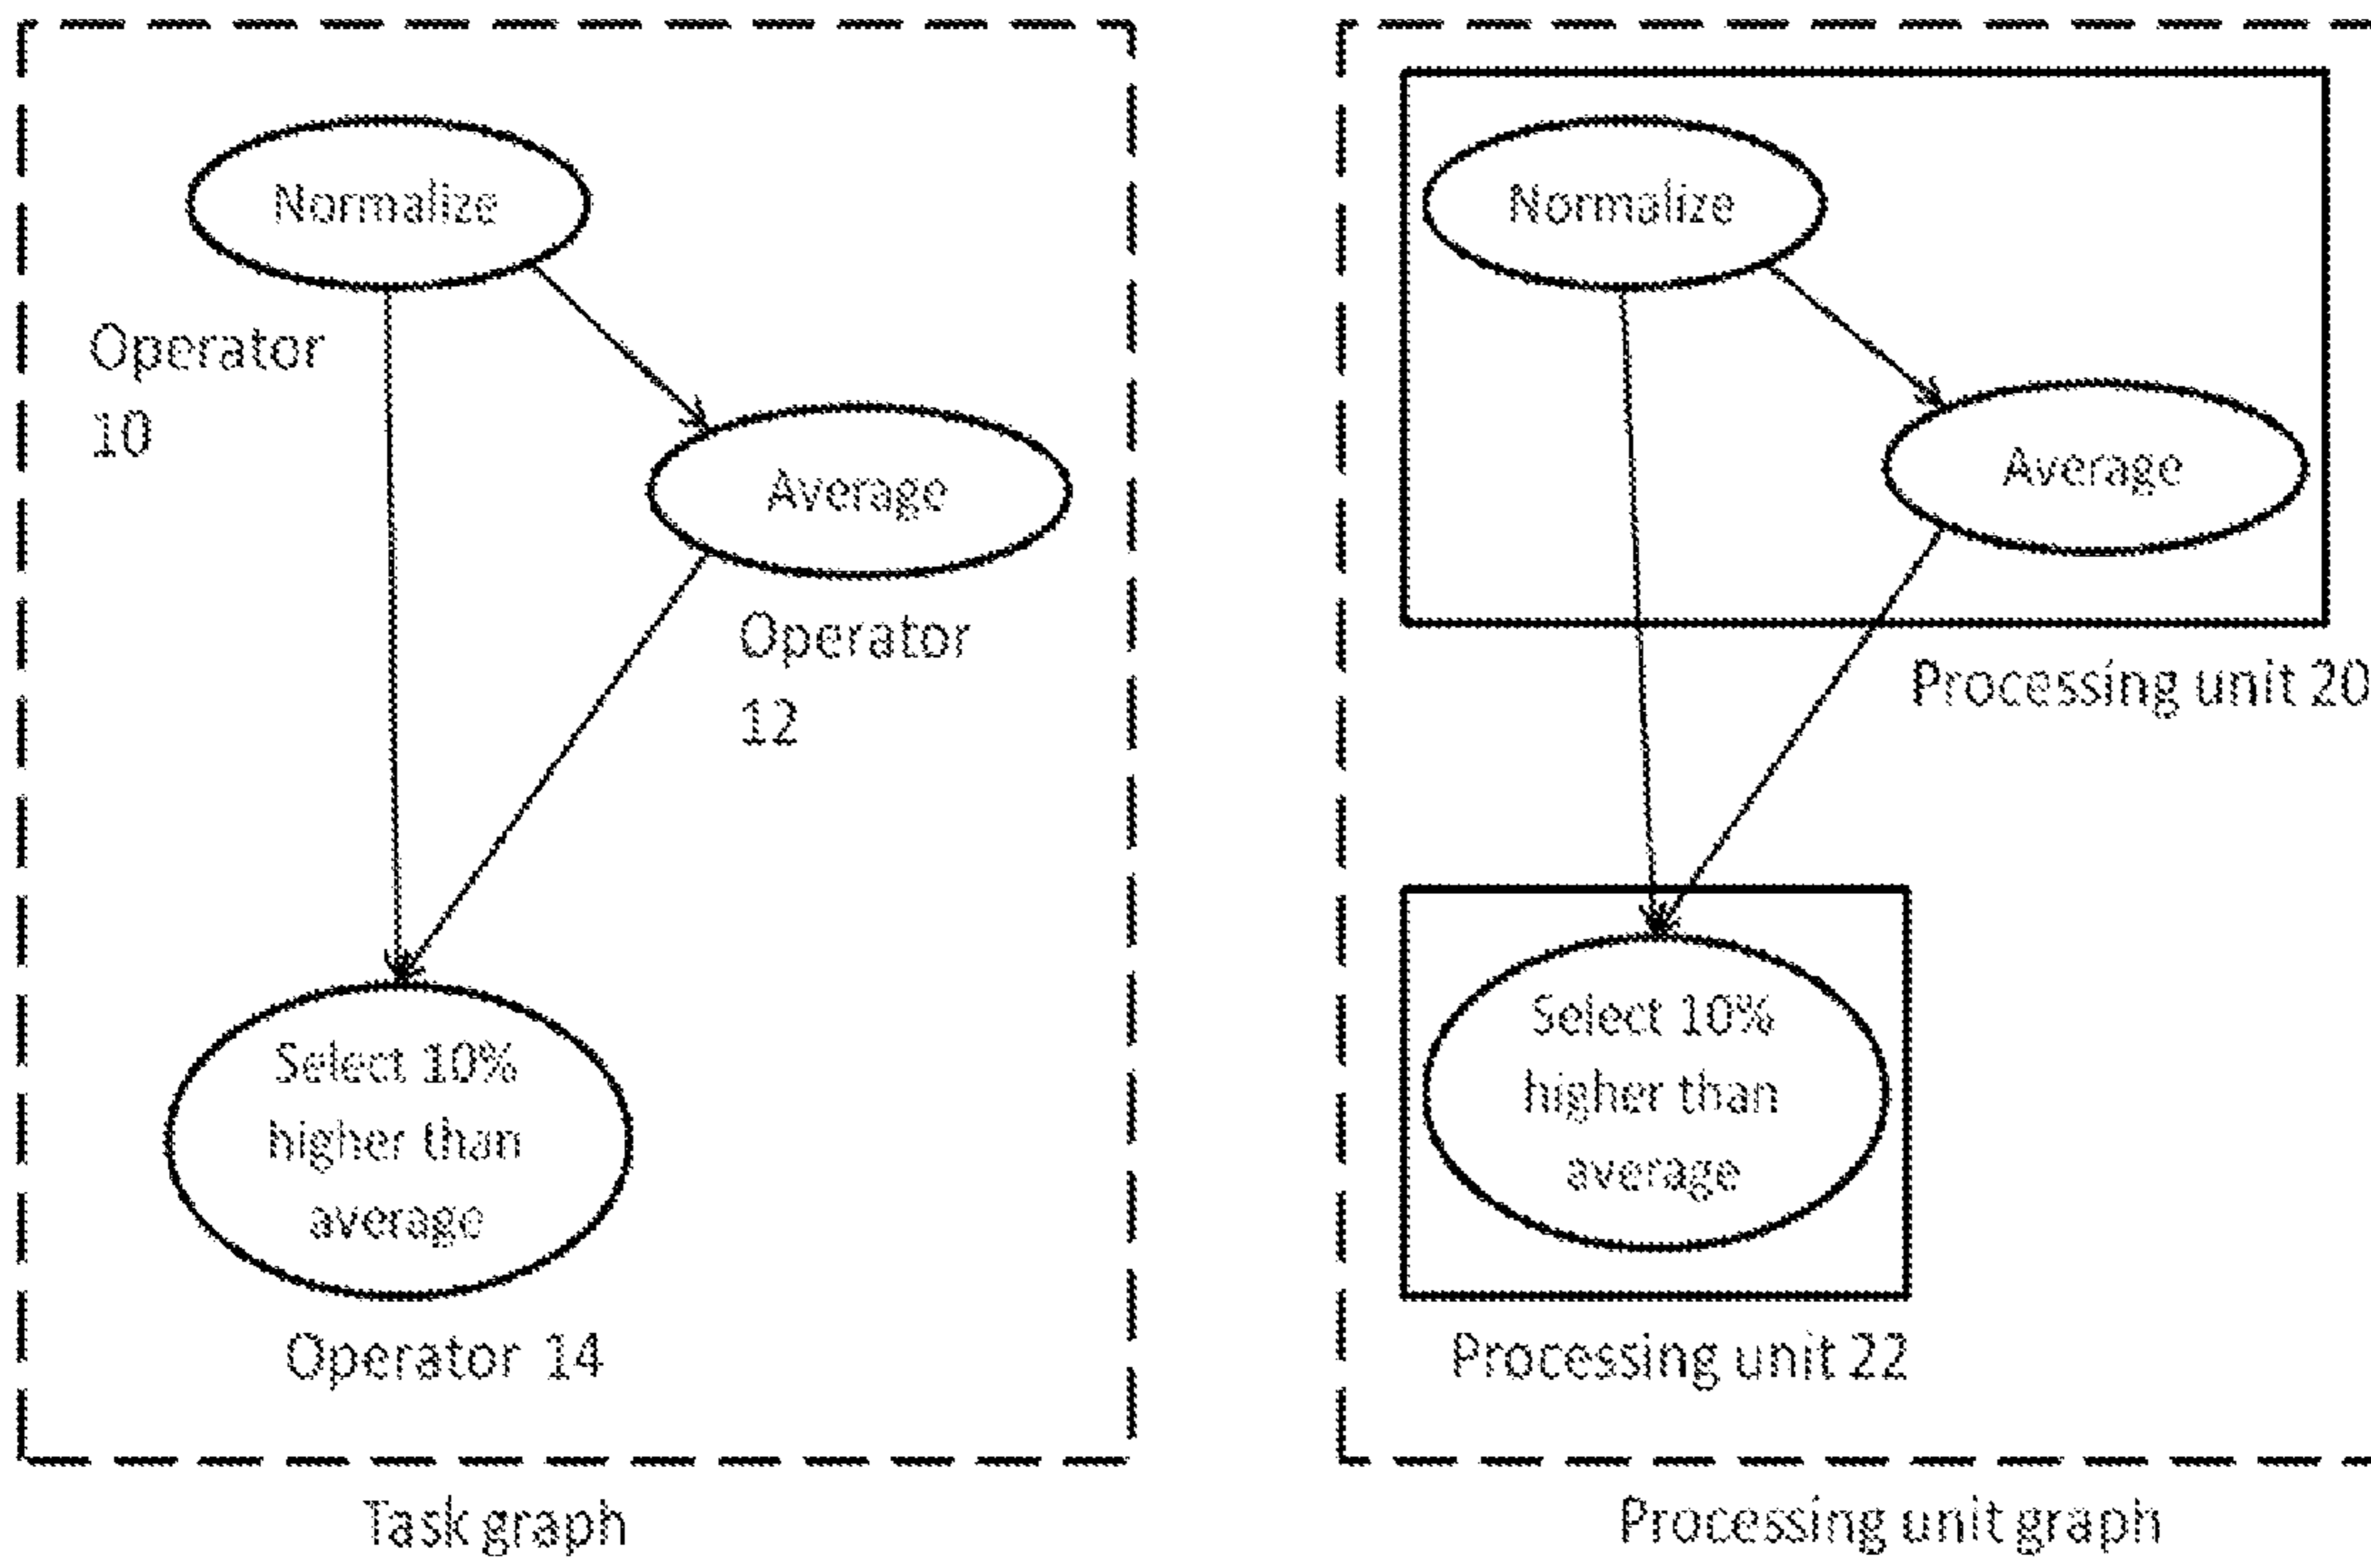 Normalize
Operator
10
Average
Operator
12
Select 10%
higher than
average
Operator 14
Task graph
Normalize
Average
Processing unit 20
Select 10%
higher than
average
Processing unit 22
Processing unit graph